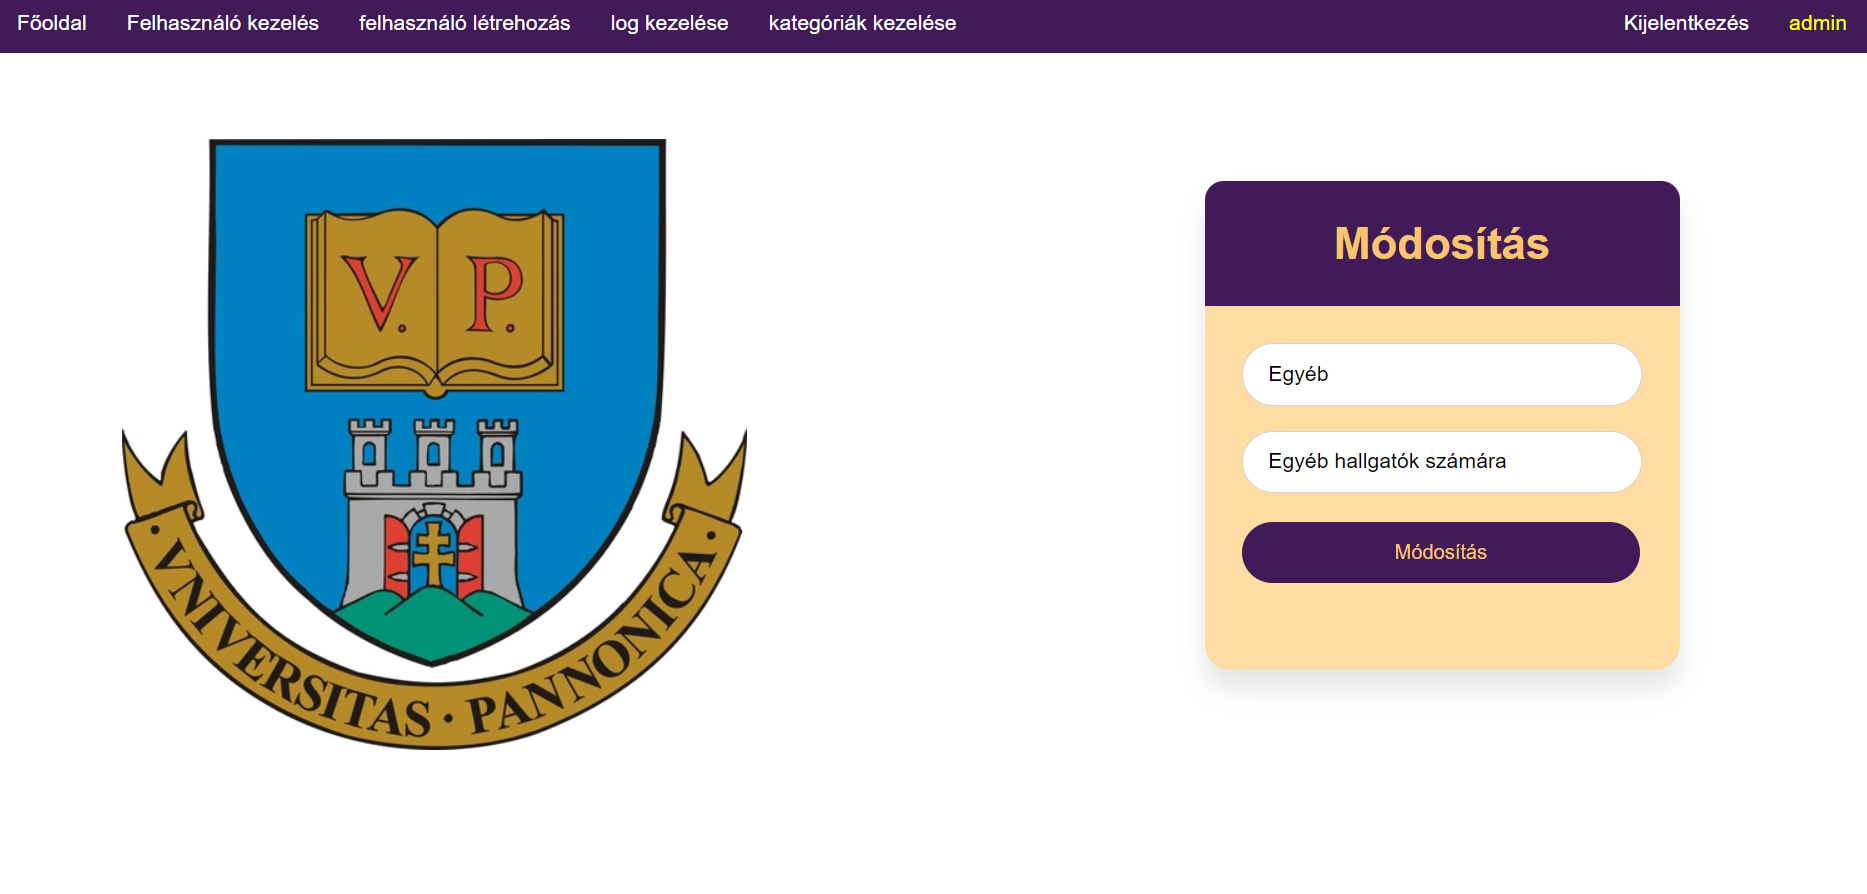 Főoldal Felhasználó kezelés felhasználó létrehozás log kezelése kategóriák kezelése Kijelentkezés admin
V. P.
VNIVERSITAS · PANNONICA
Módosítás
Egyéb
Egyéb hallgatók számára
Módosítás